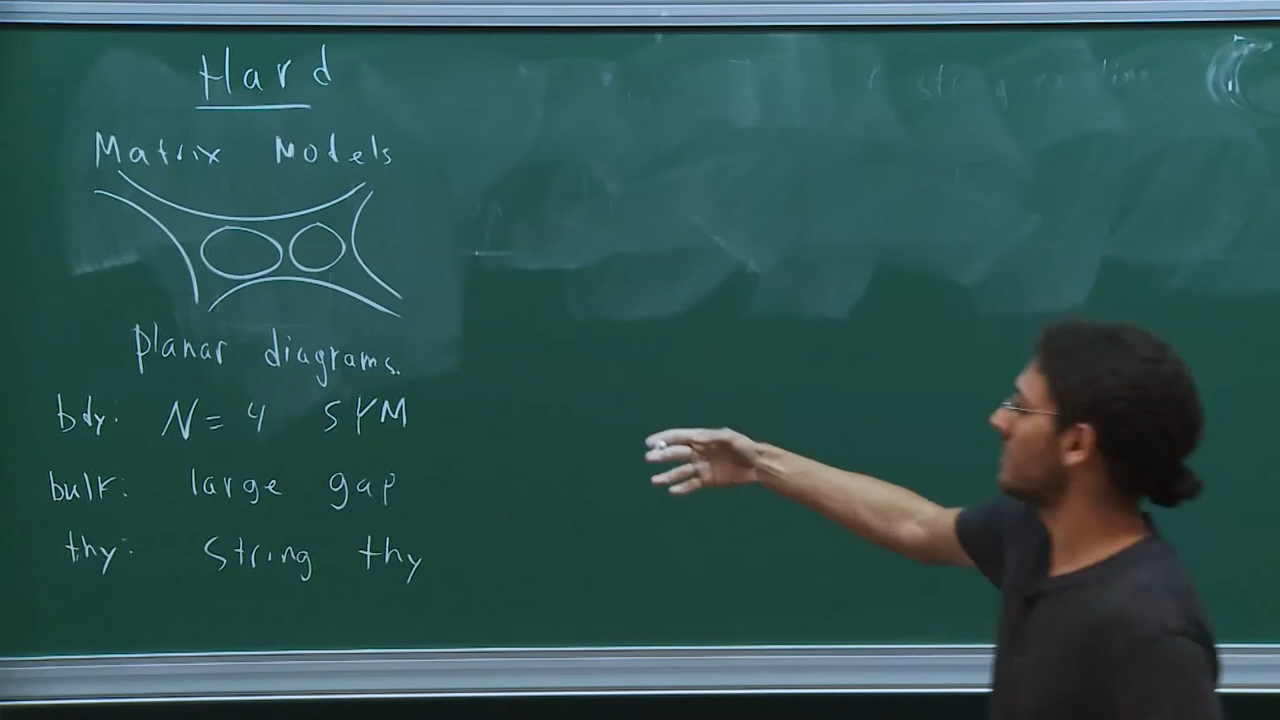 Hard
Matrix Models
planar diagrams.
bdy: N = 4 SYM
bulk: large gap
thy: string thy